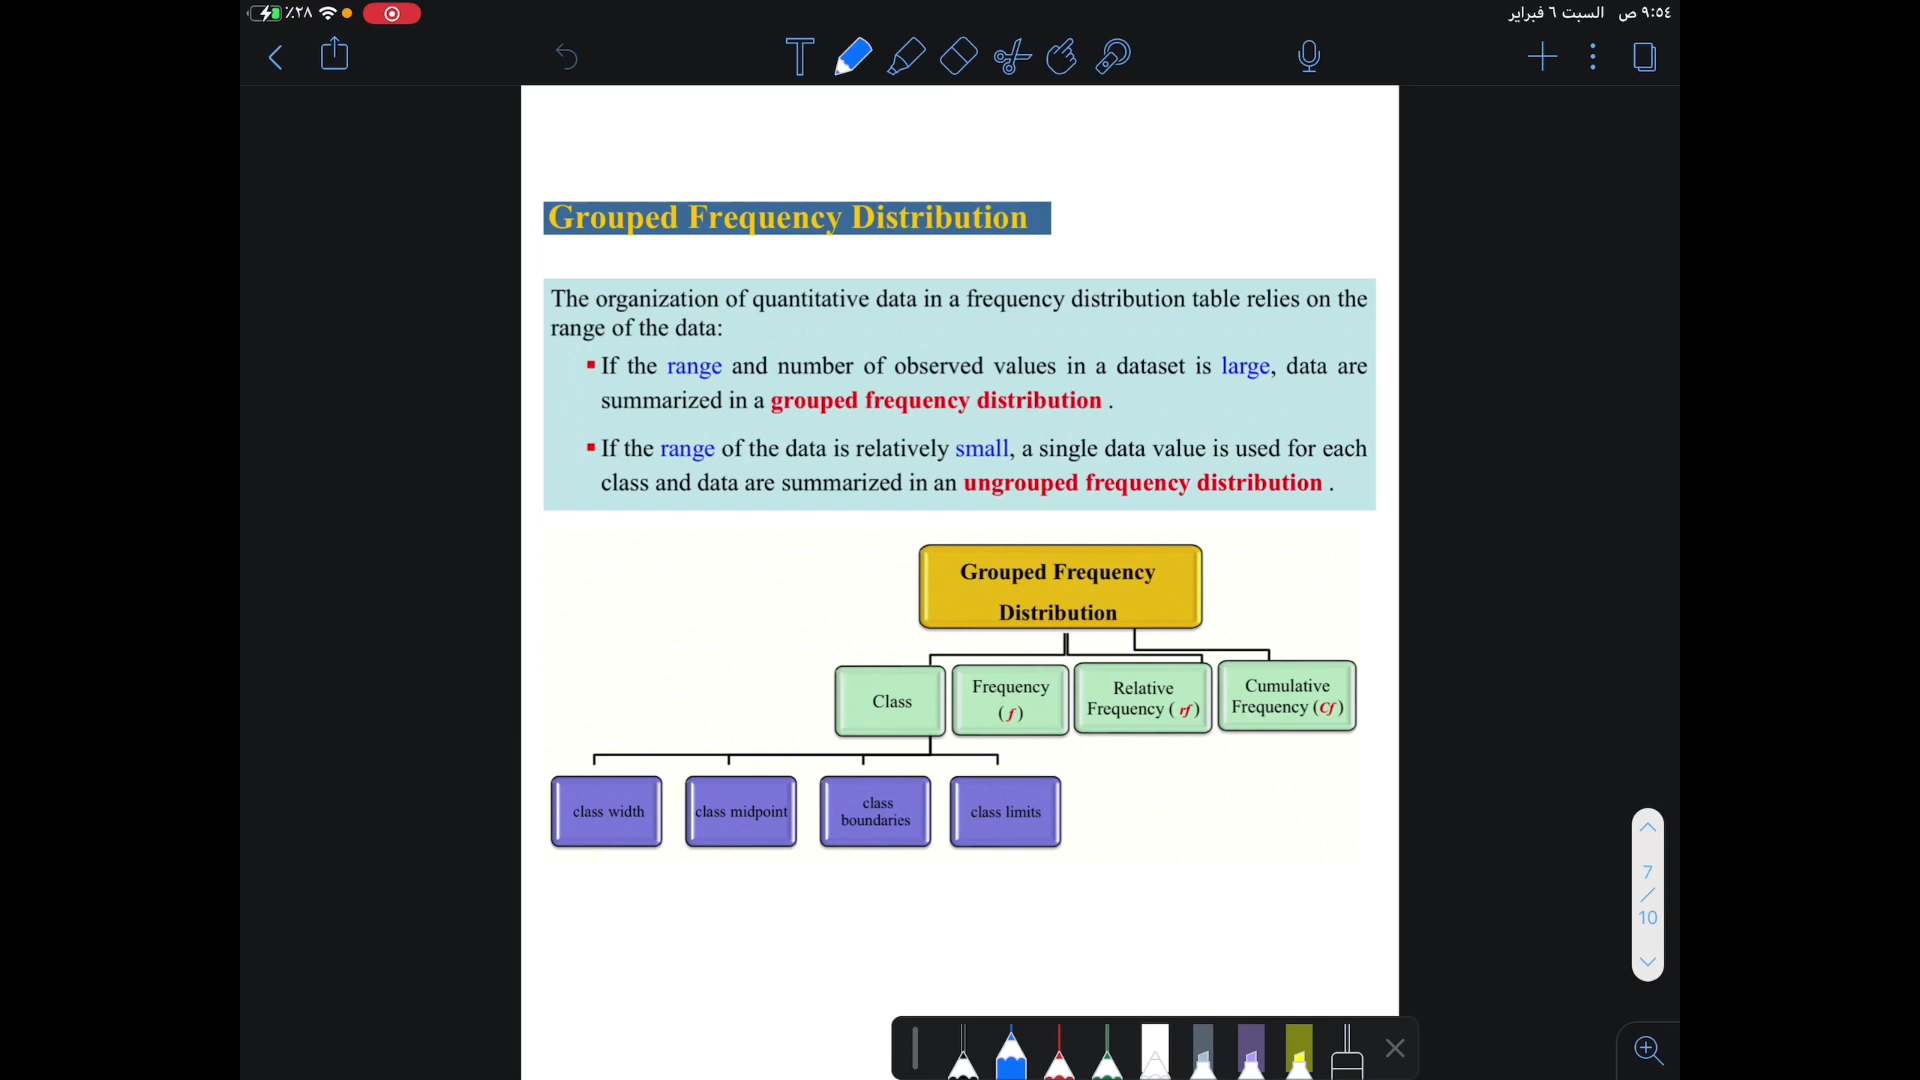 ٪٢٨
٩:٥٤ ص السبت ٦ فبراير
Grouped Frequency Distribution
The organization of quantitative data in a frequency distribution table relies on the
range of the data:
▪ If the range and number of observed values in a dataset is large, data are
summarized in a grouped frequency distribution .
▪ If the range of the data is relatively small, a single data value is used for each
class and data are summarized in an ungrouped frequency distribution .
Grouped Frequency
Distribution
Class
Frequency
(f)
Relative
Frequency ( rf)
Cumulative
Frequency (Cf)
class width
class midpoint
class
boundaries
class limits
7
/
10